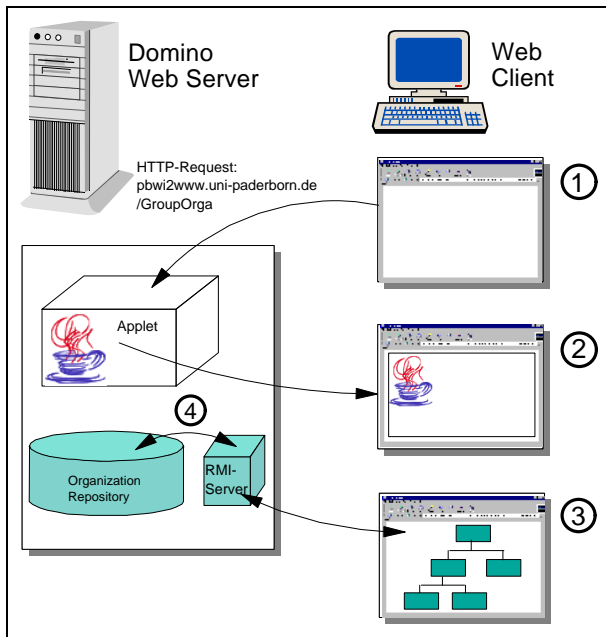 Domino
Web Server
Web
Client
HTTP-Request:
pbwi2www.uni-paderborn.de
/GroupOrga
1
Applet
2
4
Organization
Repository
RMI-
Server
3